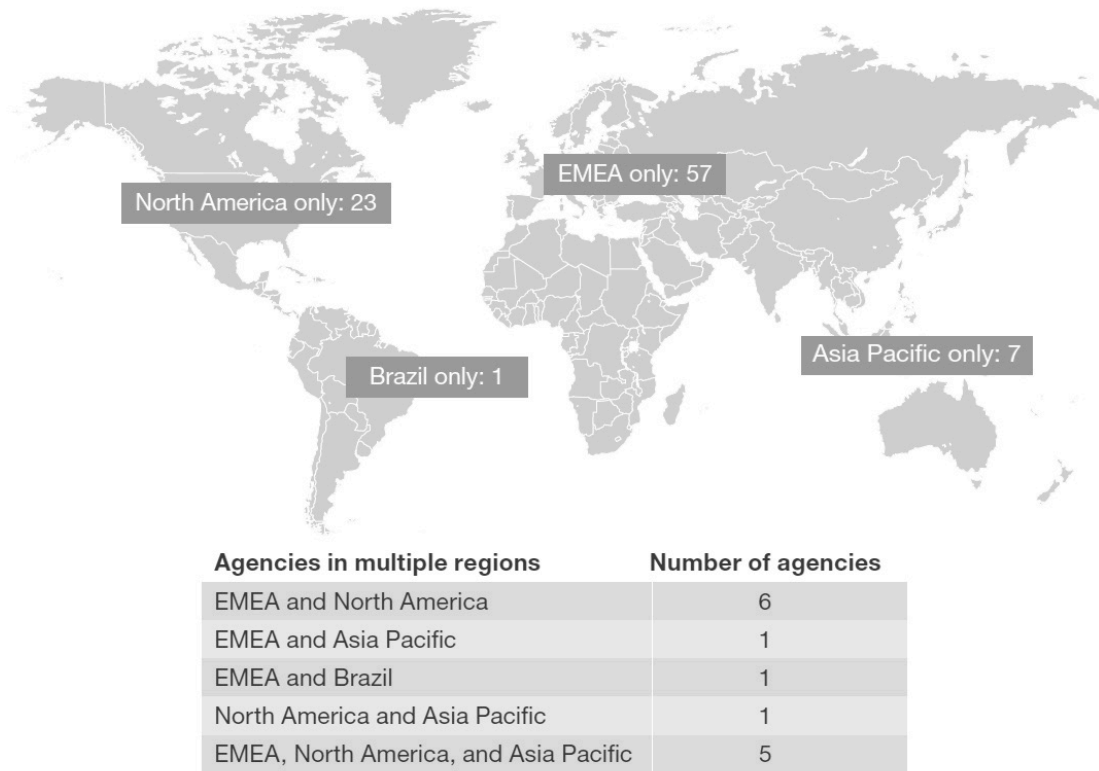 EMEA only: 57
North America only: 23
Asia Pacific only: 7
Brazil only: 1
Agencies in multiple regions Number of agencies
EMEA and North America 6
EMEA and Asia Pacific 1
EMEA and Brazil 1
North America and Asia Pacific 1
EMEA, North America, and Asia Pacific 5